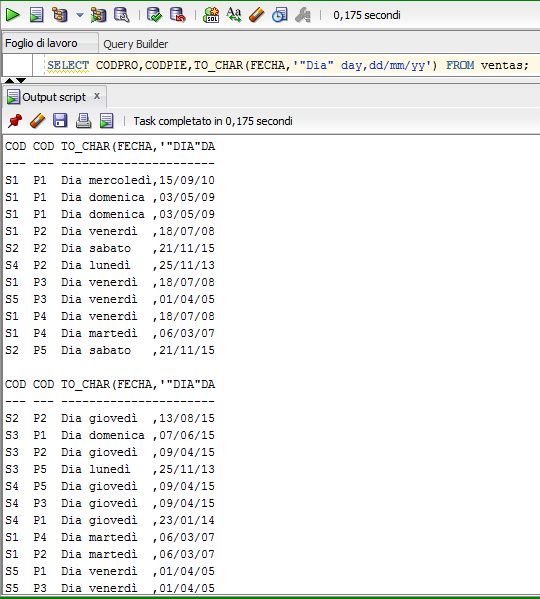 0,175 secondi
Foglio di lavoro Query Builder
SELECT CODPRO,CODPIE,TO_CHAR(FECHA,'"Dia" day,dd/mm/yy') FROM ventas;
Output script x
Task completato in 0,175 secondi
COD COD TO_CHAR(FECHA,'"DIA"DA
--- --- ----------------------
S1  P1  Dia mercoledì,15/09/10
S1  P1  Dia domenica ,03/05/09
S1  P1  Dia domenica ,03/05/09
S1  P2  Dia venerdì  ,18/07/08
S2  P2  Dia sabato   ,21/11/15
S4  P2  Dia lunedì   ,25/11/13
S1  P3  Dia venerdì  ,18/07/08
S5  P3  Dia venerdì  ,01/04/05
S1  P4  Dia venerdì  ,18/07/08
S1  P4  Dia martedì  ,06/03/07
S2  P5  Dia sabato   ,21/11/15
COD COD TO_CHAR(FECHA,'"DIA"DA
--- --- ----------------------
S2  P2  Dia giovedì  ,13/08/15
S3  P1  Dia domenica ,07/06/15
S3  P2  Dia giovedì  ,09/04/15
S3  P5  Dia lunedì   ,25/11/13
S4  P5  Dia giovedì  ,09/04/15
S4  P3  Dia giovedì  ,09/04/15
S4  P1  Dia giovedì  ,23/01/14
S1  P4  Dia martedì  ,06/03/07
S1  P2  Dia martedì  ,06/03/07
S5  P1  Dia venerdì  ,01/04/05
S5  P3  Dia venerdì  ,01/04/05